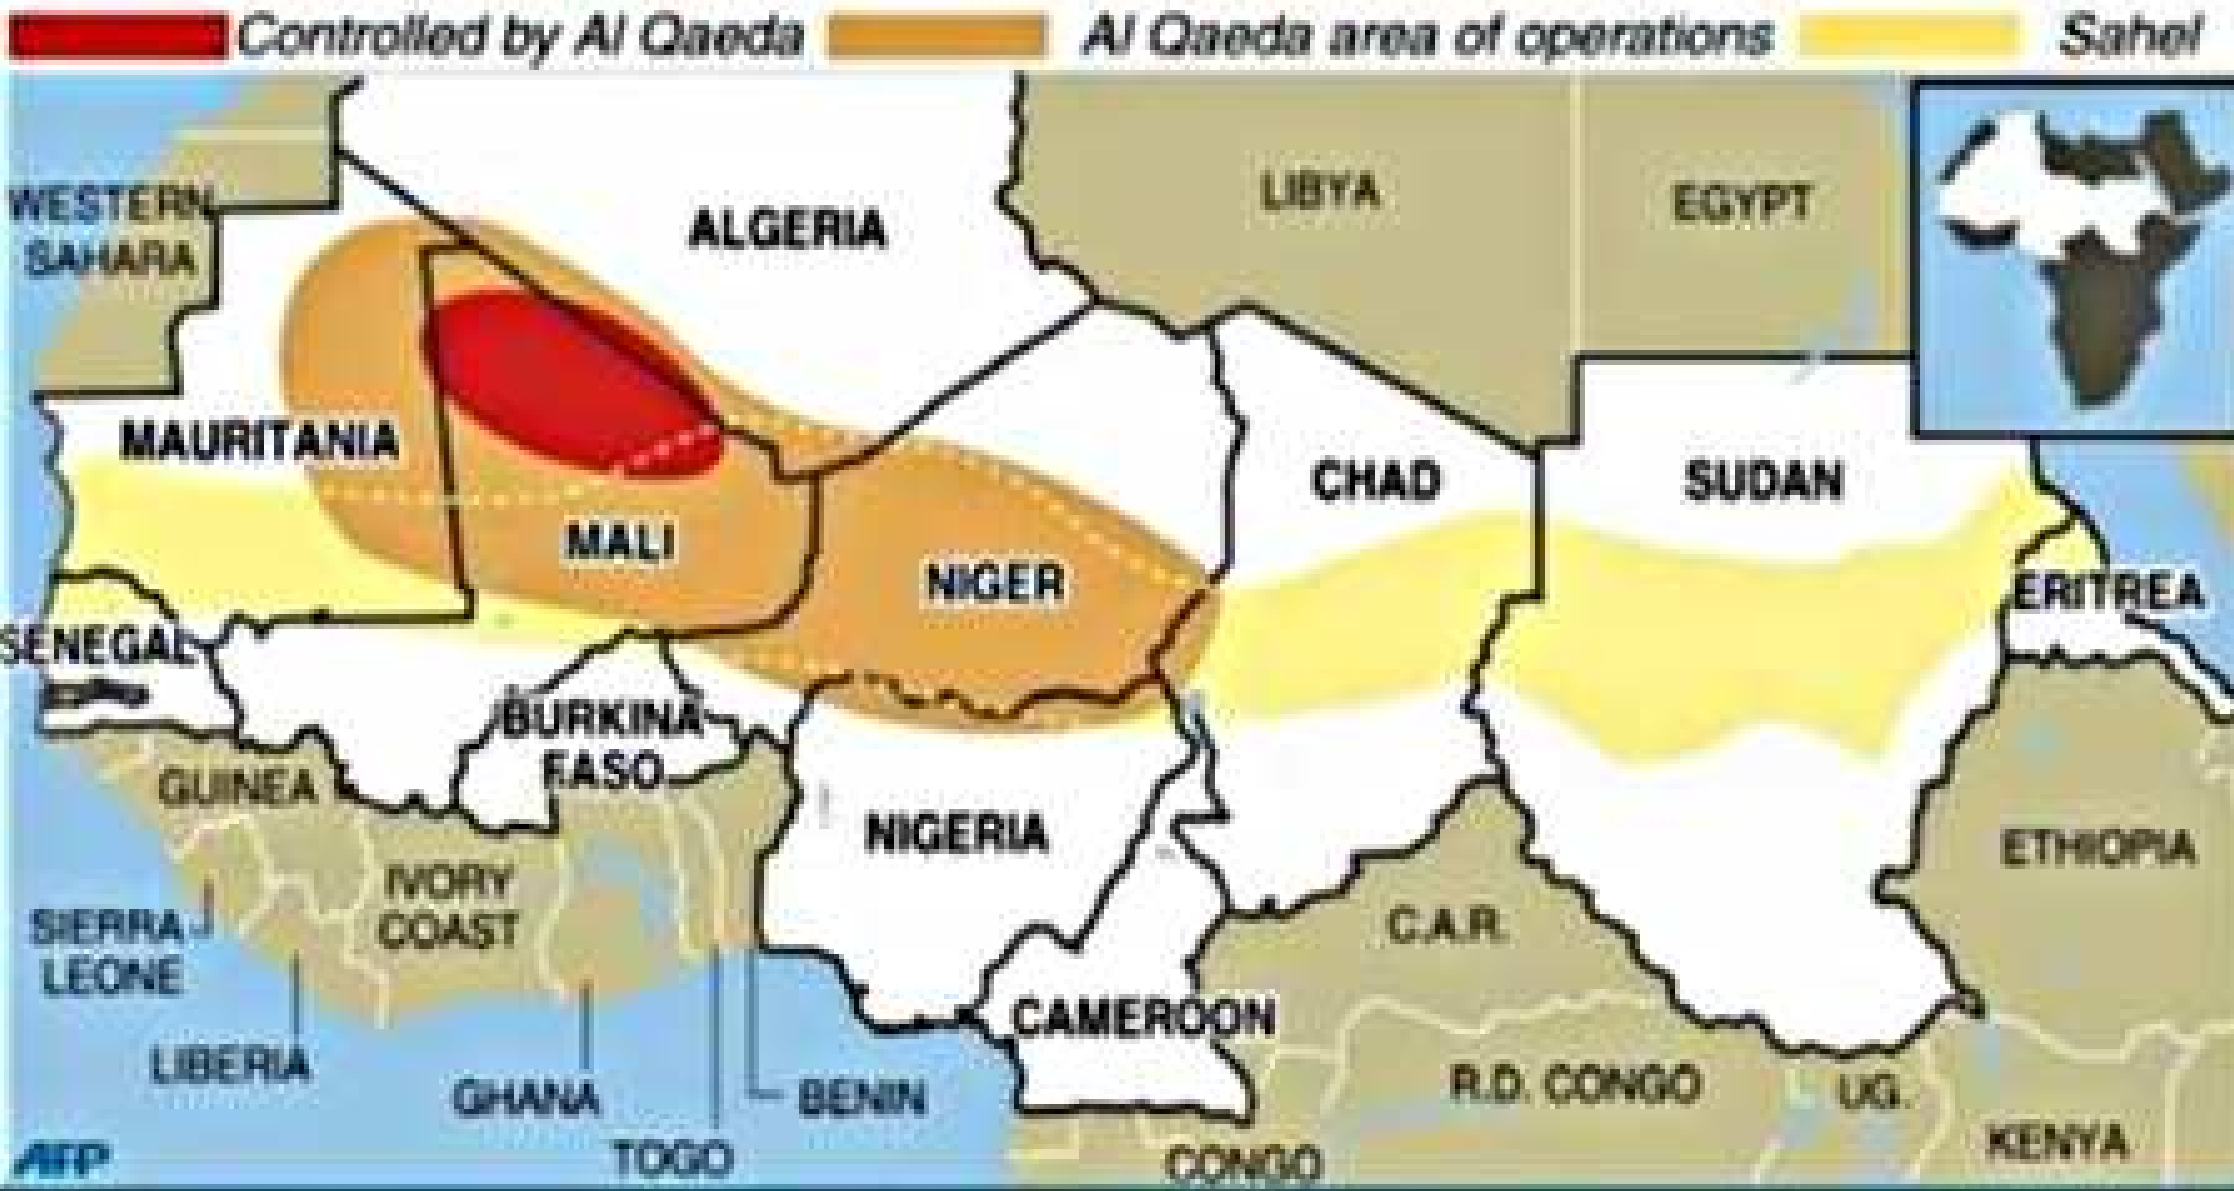 Controlled by Al Qaeda
Al Qaeda area of operations
Sahel
WESTERN
SAHARA
ALGERIA
LIBYA
EGYPT
MAURITANIA
MALI
NIGER
CHAD
SUDAN
ERITREA
SENEGAL
BURKINA
FASO
GUINEA
NIGERIA
ETHIOPIA
IVORY
COAST
SIERRA
LEONE
C.A.R.
CAMEROON
LIBERIA
GHANA
BENIN
R.D. CONGO
UG.
KENYA
TOGO
CONGO
AFP